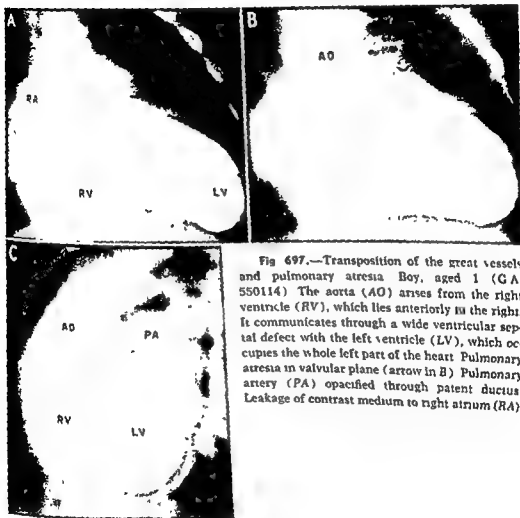 A
RA
RV
LV
B
AO
C
AO
PA
RV
LV
Fig 697.—Transposition of the great vessels
and pulmonary atresia Boy, aged 1 (G A
550114) The aorta (AO) arises from the right
ventricle (RV), which lies anteriorly to the right.
It communicates through a wide ventricular sep-
tal defect with the left ventricle (LV), which oc-
cupies the whole left part of the heart Pulmonary
atresia in valvular plane (arrow in B) Pulmonary
artery (PA) opacified through patent ductus
Leakage of contrast medium to right atrium (RA)